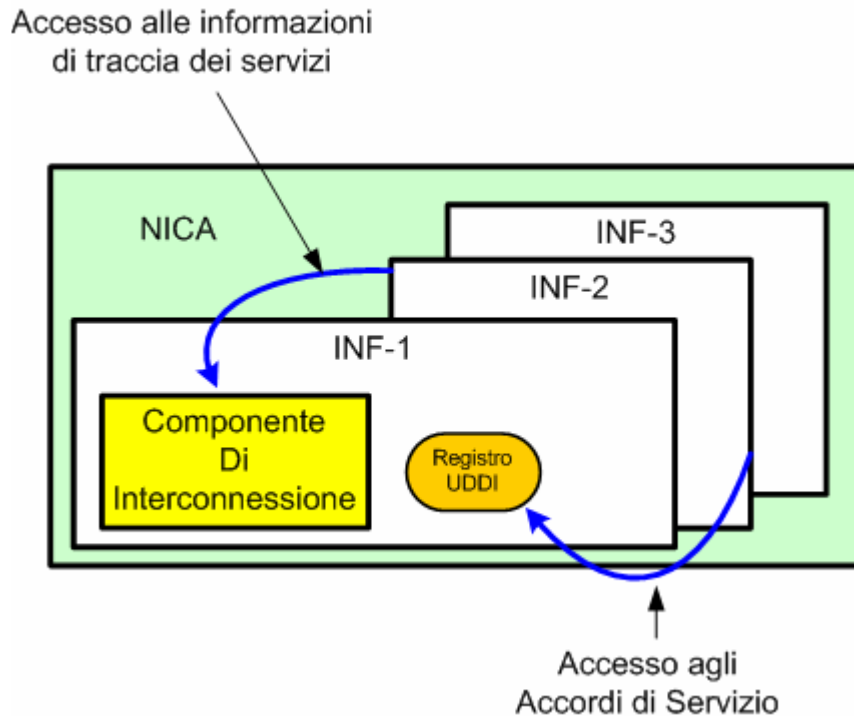 Accesso alle informazioni
di traccia dei servizi
NICA
INF-3
INF-2
INF-1
Componente
Di
Interconnessione
Registro
UDDI
Accesso agli
Accordi di Servizio